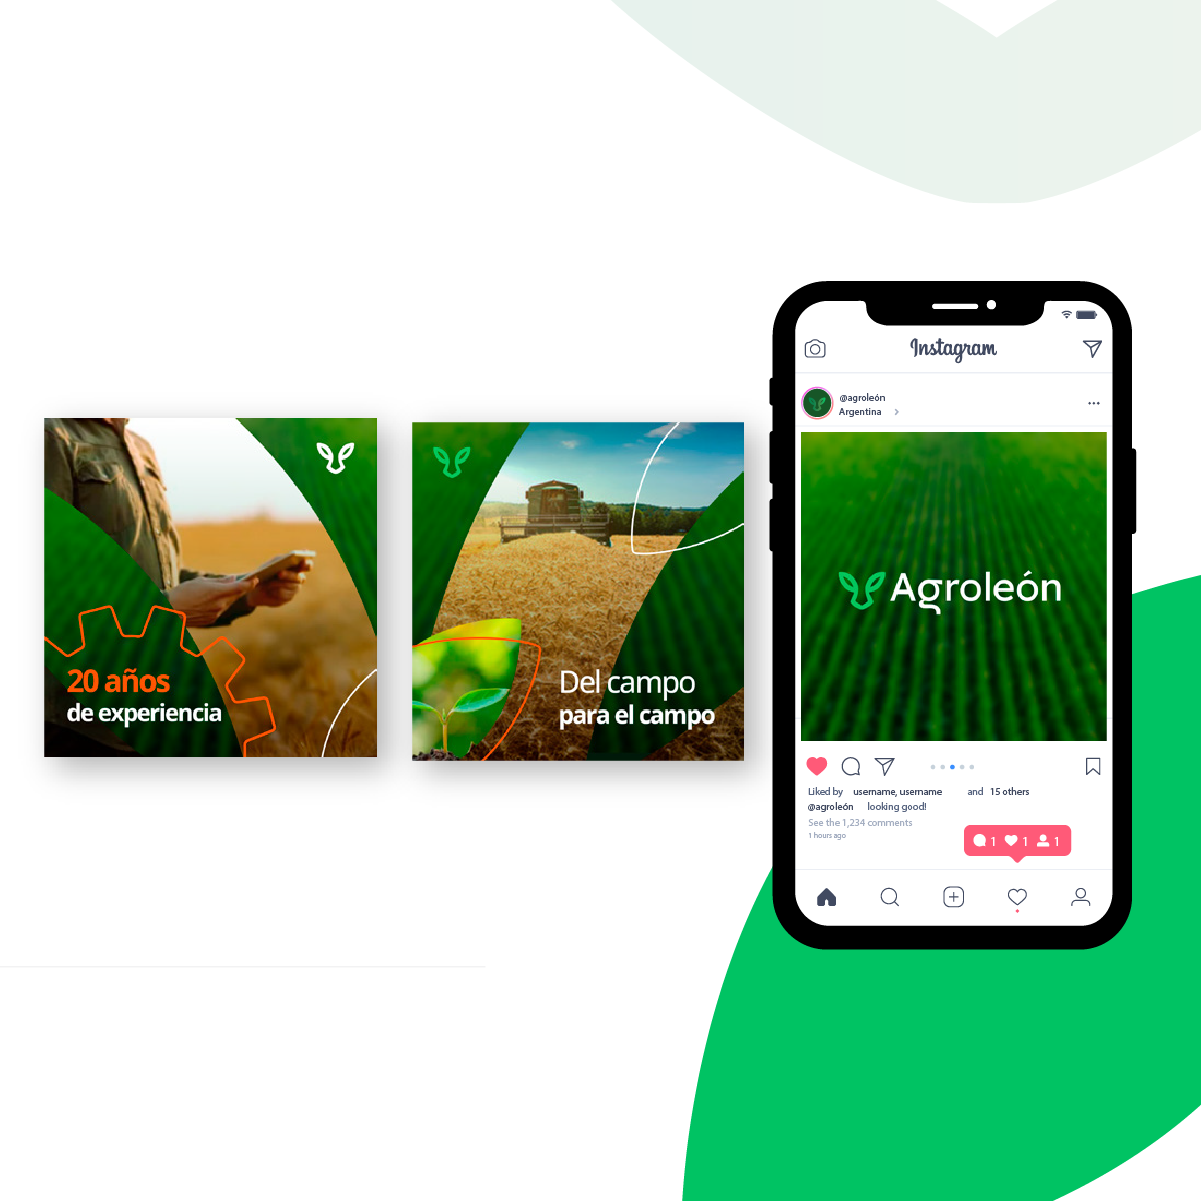 20 años
de experiencia
Del campo
para el campo
Instagram
@agroleón
Argentina
Agroleón
Liked by username, username and 15 others
@agroleón looking good!
See the 1,234 comments
1 hours ago
1 1 1